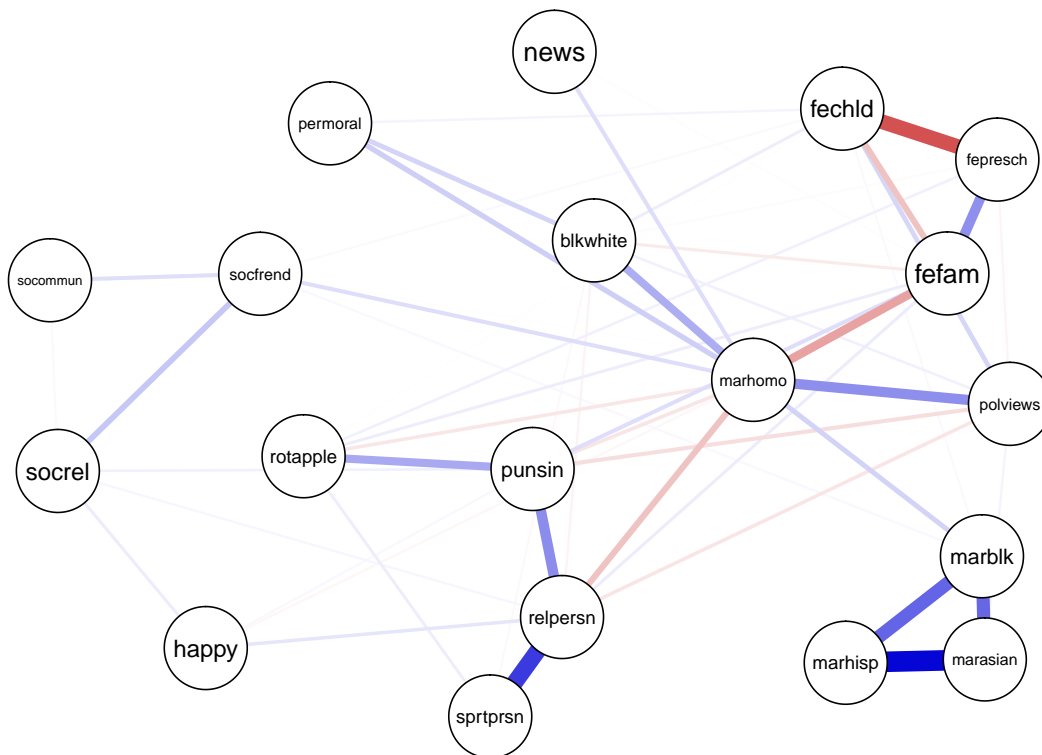 news
fechld
permoral
fepresch
blkwhite
socfrend
fefam
socommun
marhomo
polviews
rotapple
punsin
socrel
marblk
relpersn
happy
marhisp
marasian
sprtprsn